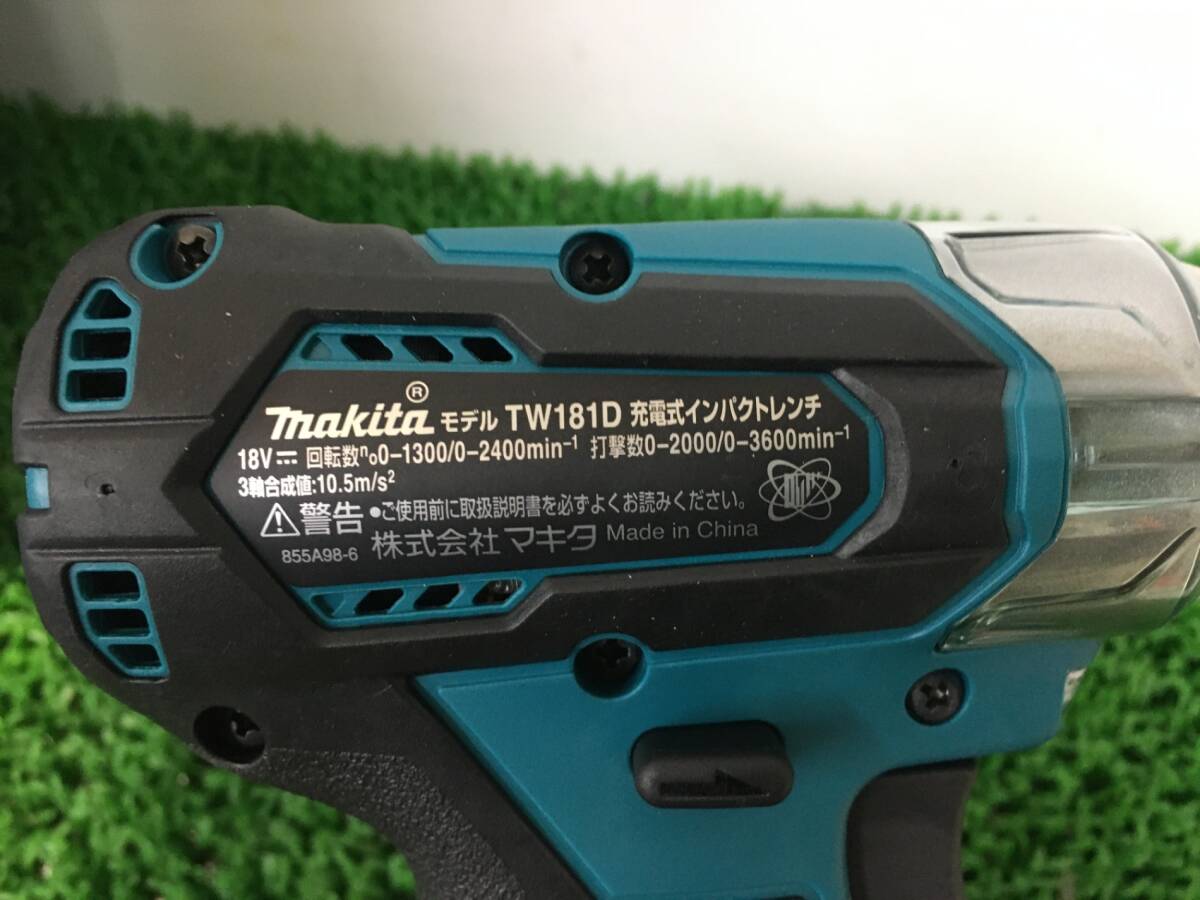 makita® モデル TW181D 充電式インパクトレンチ
18V⎓ 回転数n₀0-1300/0-2400min⁻¹ 打撃数0-2000/0-3600min⁻¹
3軸合成値:10.5m/s²
⚠警告 ●ご使用前に取扱説明書を必ずよくお読みください。
855A98-6 株式会社マキタ Made in China